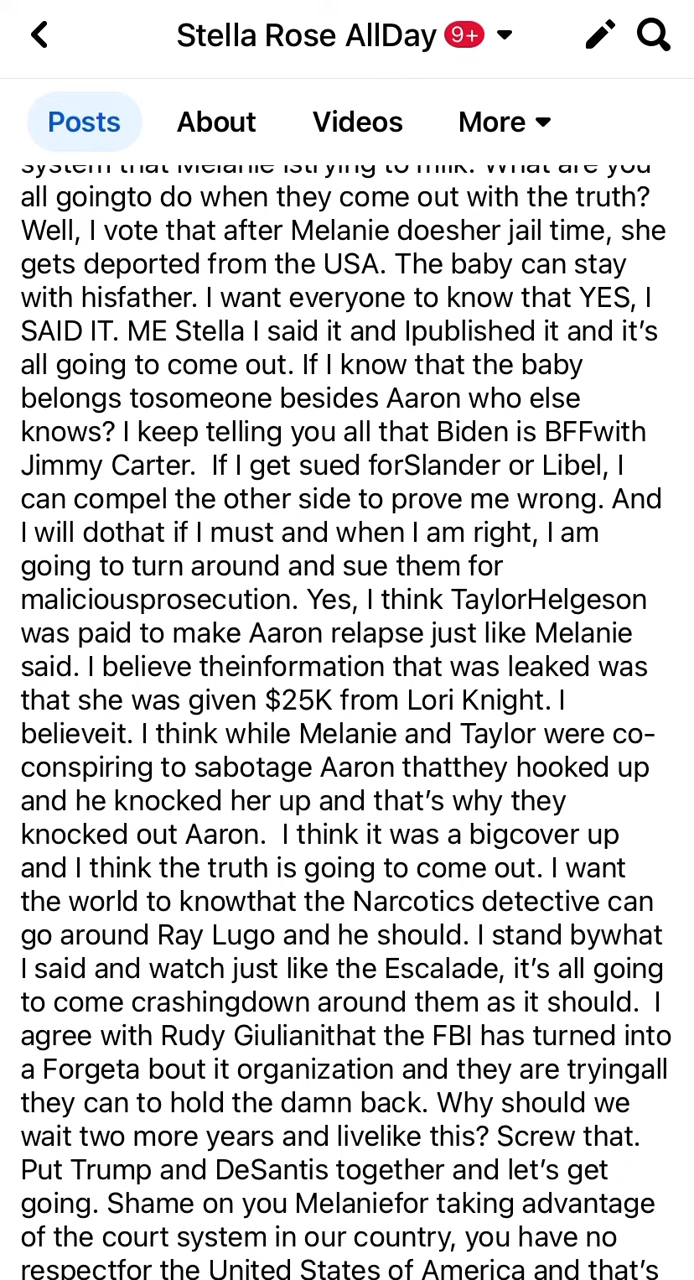 Stella Rose AllDay 9+
Posts About Videos More
system that Melanie istrying to milk. What are you
all goingto do when they come out with the truth?
Well, I vote that after Melanie doesher jail time, she
gets deported from the USA. The baby can stay
with hisfather. I want everyone to know that YES, I
SAID IT. ME Stella I said it and Ipublished it and it’s
all going to come out. If I know that the baby
belongs tosomeone besides Aaron who else
knows? I keep telling you all that Biden is BFFwith
Jimmy Carter.  If I get sued forSlander or Libel, I
can compel the other side to prove me wrong. And
I will dothat if I must and when I am right, I am
going to turn around and sue them for
maliciousprosecution. Yes, I think TaylorHelgeson
was paid to make Aaron relapse just like Melanie
said. I believe theinformation that was leaked was
that she was given $25K from Lori Knight. I
believeit. I think while Melanie and Taylor were co-
conspiring to sabotage Aaron thatthey hooked up
and he knocked her up and that’s why they
knocked out Aaron.  I think it was a bigcover up
and I think the truth is going to come out. I want
the world to knowthat the Narcotics detective can
go around Ray Lugo and he should. I stand bywhat
I said and watch just like the Escalade, it’s all going
to come crashingdown around them as it should.  I
agree with Rudy Giulianithat the FBI has turned into
a Forgeta bout it organization and they are tryingall
they can to hold the damn back. Why should we
wait two more years and livelike this? Screw that.
Put Trump and DeSantis together and let’s get
going. Shame on you Melaniefor taking advantage
of the court system in our country, you have no
respectfor the United States of America and that’s